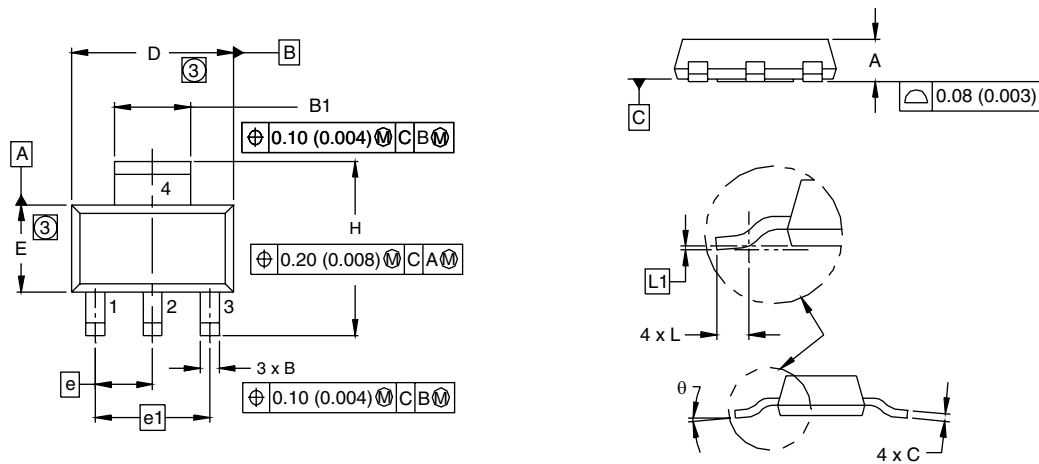 D
③
B
B1
⌖ 0.10 (0.004) Ⓜ C B Ⓜ
A
4
③
E
H
⌖ 0.20 (0.008) Ⓜ C A Ⓜ
1 2 3
3 x B
e
⌖ 0.10 (0.004) Ⓜ C B Ⓜ
e1
A
C
⌓ 0.08 (0.003)
L1
4 x L
θ
4 x C